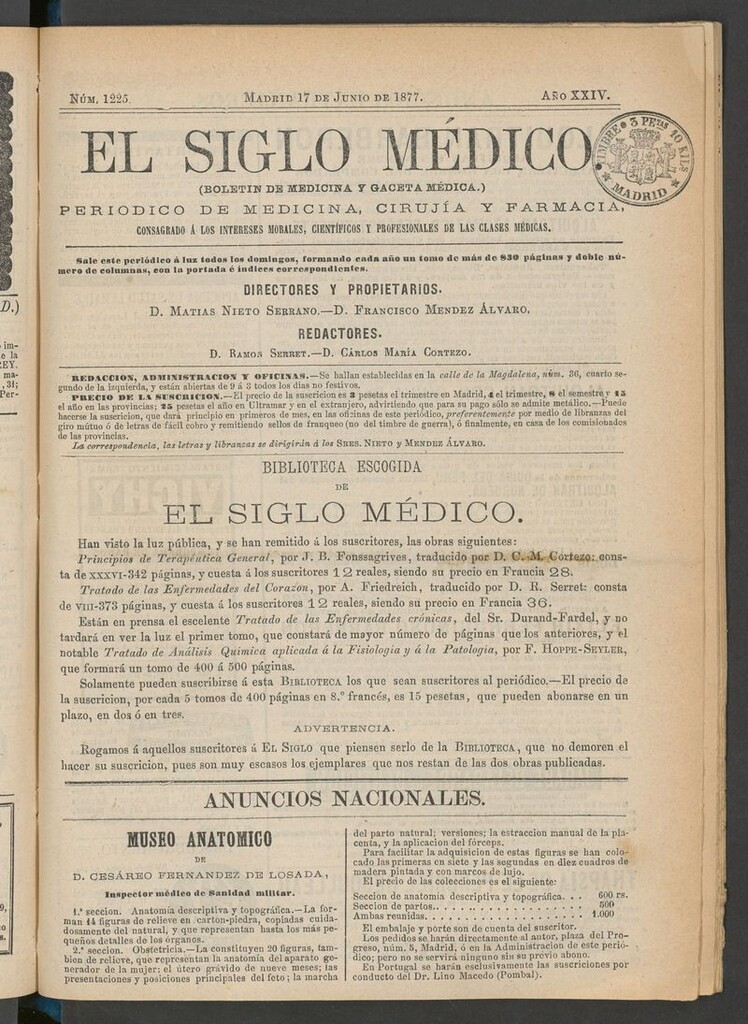 NÚM. 1225.
MADRID 17 DE JUNIO DE 1877.
AÑO XXIV.
EL SIGLO MÉDICO
TIMBRE 3 PETAS 10 KILS
MADRID
(BOLETIN DE MEDICINA Y GACETA MÉDICA.)
PERIODICO DE MEDICINA, CIRUJÍA Y FARMACIA,
CONSAGRADO Á LOS INTERESES MORALES, CIENTÍFICOS Y PROFESIONALES DE LAS CLASES MÉDICAS.
Sale este periódico á luz todos los domingos, formando cada año un tomo de más de 830 páginas y doble nú-
mero de columnas, con la portada é índices correspondientes.
DIRECTORES Y PROPIETARIOS.
D. MATIAS NIETO SERRANO.—D. FRANCISCO MENDEZ ÁLVARO.
REDACTORES.
D. RAMON SERRET.—D. CÁRLOS MARÍA CORTEZO.
REDACCION, ADMINISTRACION Y OFICINAS.—Se hallan establecidas en la calle de la Magdalena, núm. 36, cuarto se-
gundo de la izquierda, y están abiertas de 9 á 3 todos los dias no festivos.
PRECIO DE LA SUSCRICION.—El precio de la suscricion es 3 pesetas el trimestre en Madrid, 4 el trimestre, 8 el semestre y 15
el año en las provincias; 25 pesetas el año en Ultramar y en el extranjero, advirtiendo que para su pago sólo se admite metálico.—Puede
hacerse la suscricion, que dará principio en primeros de mes, en las oficinas de este periódico, preferentemente por medio de libranzas del
giro mútuo ó de letras de fácil cobro y remitiendo sellos de franqueo (no del timbre de guerra), ó finalmente, en casa de los comisionados
de las provincias.
La correspondencia, las letras y libranzas se dirigirán á los SRES. NIETO y MENDEZ ÁLVARO.
BIBLIOTECA ESCOGIDA
DE
EL SIGLO MÉDICO.
Han visto la luz pública, y se han remitido á los suscritores, las obras siguientes:
Principios de Terapéutica General, por J. B. Fonssagrives, traducido por D. C. M. Cortezo: cons-
ta de XXXVI-342 páginas, y cuesta á los suscritores 12 reales, siendo su precio en Francia 28.
Tratado de las Enfermedades del Corazon, por A. Friedreich, traducido por D. R. Serret: consta
de VIII-373 páginas, y cuesta á los suscritores 12 reales, siendo su precio en Francia 36.
Están en prensa el escelente Tratado de las Enfermedades crónicas, del Sr. Durand-Fardel, y no
tardará en ver la luz el primer tomo, que constará de mayor número de páginas que los anteriores, y el
notable Tratado de Análisis Química aplicada á la Fisiologia y á la Patologia, por F. HOPPE-SEYLER,
que formará un tomo de 400 á 500 páginas.
Solamente pueden suscribirse á esta BIBLIOTECA los que sean suscritores al periódico.—El precio de
la suscricion, por cada 5 tomos de 400 páginas en 8.º francés, es 15 pesetas, que pueden abonarse en un
plazo, en dos ó en tres.
ADVERTENCIA.
Rogamos á aquellos suscritores á EL SIGLO que piensen serlo de la BIBLIOTECA, que no demoren el
hacer su suscricion, pues son muy escasos los ejemplares que nos restan de las dos obras publicadas.
ANUNCIOS NACIONALES.
MUSEO ANATOMICO
DE
D. CESÁREO FERNANDEZ DE LOSADA,
Inspector médico de Sanidad militar.
1.ª seccion. Anatomía descriptiva y topográfica.—La for-
man 14 figuras de relieve en carton-piedra, copiadas cuida-
dosamente del natural, y que representan hasta los más pe-
queños detalles de los órganos.
2.ª seccion. Obstetricia.—La constituyen 20 figuras, tam-
bien de relieve, que representan la anatomía del aparato ge-
nerador de la mujer: el útero grávido de nueve meses; las
presentaciones y posiciones principales del feto; la marcha
del parto natural; versiones; la estraccion manual de la pla-
centa, y la aplicacion del fórceps.
Para facilitar la adquisicion de estas figuras se han colo-
cado las primeras en siete y las segundas en diez cuadros de
madera pintada y con marcos de lujo.
El precio de las colecciones es el siguiente:
Seccion de anatomía descriptiva y topográfica. . . 600 rs.
Seccion de partos. . . . . . . . . . . . . . . . 500
Ambas reunidas. . . . . . . . . . . . . . . . . 1.000
El embalaje y porte son de cuenta del suscritor.
Los pedidos se harán directamente al autor, plaza del Pro-
greso, núm. 5, Madrid, ó en la Administracion de este perió-
dico; pero no se servirá ninguno sin su previo abono.
En Portugal se harán esclusivamente las suscriciones por
conducto del Dr. Lino Macedo (Pombal).